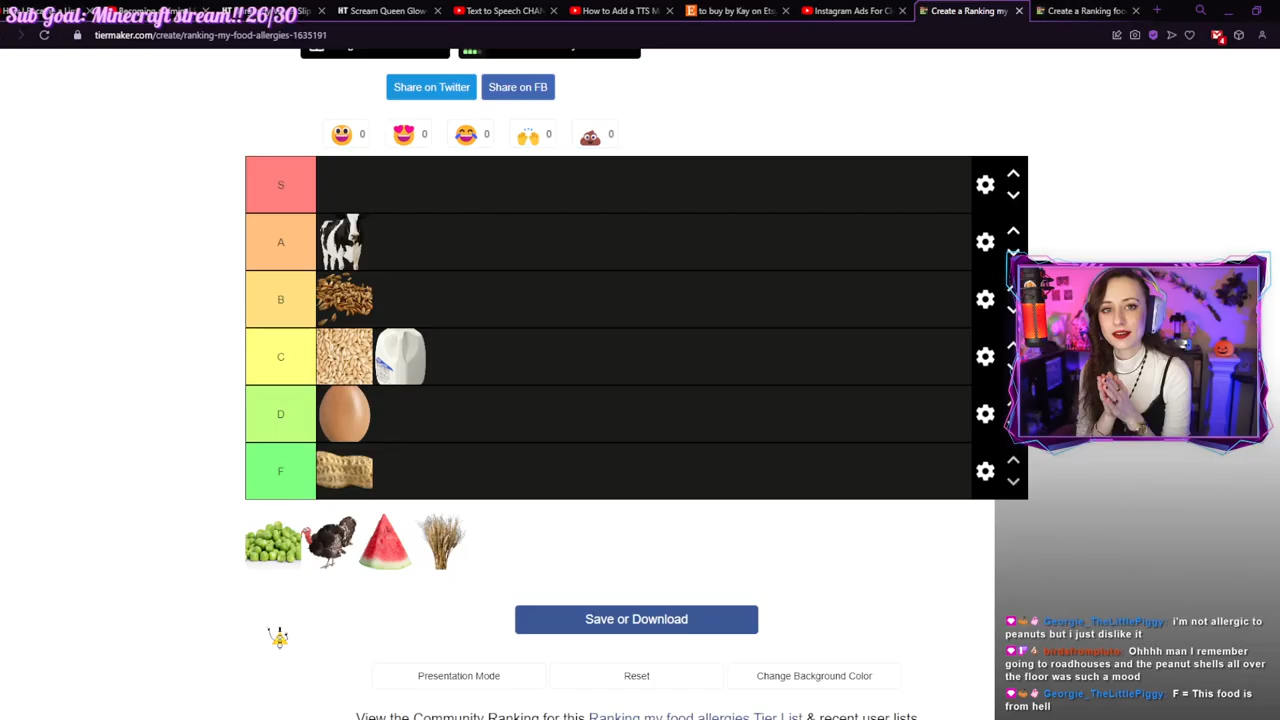 Sub Goal: Minecraft stream!! 26/30
HT Scream Queen Glow
Text to Speech CHAN
How to Add a TTS M
to buy by Kay on Etsy
Instagram Ads For C
Create a Ranking my
Create a Ranking food
tiermaker.com/create/ranking-my-food-allergies-1635191
4
Share on Twitter
Share on FB
0
0
0
0
0
S
A
B
C
D
F
Save or Download
Presentation Mode
Reset
Change Background Color
View the Community Ranking for this Ranking my food allergies Tier List & recent user lists
Georgie_TheLittlePiggy i'm not allergic to
peanuts but i just dislike it
birdsfrompluto Ohhhh man I remember
going to roadhouses and the peanut shells all over
the floor was such a mood
Georgie_TheLittlePiggy F = This food is
from hell